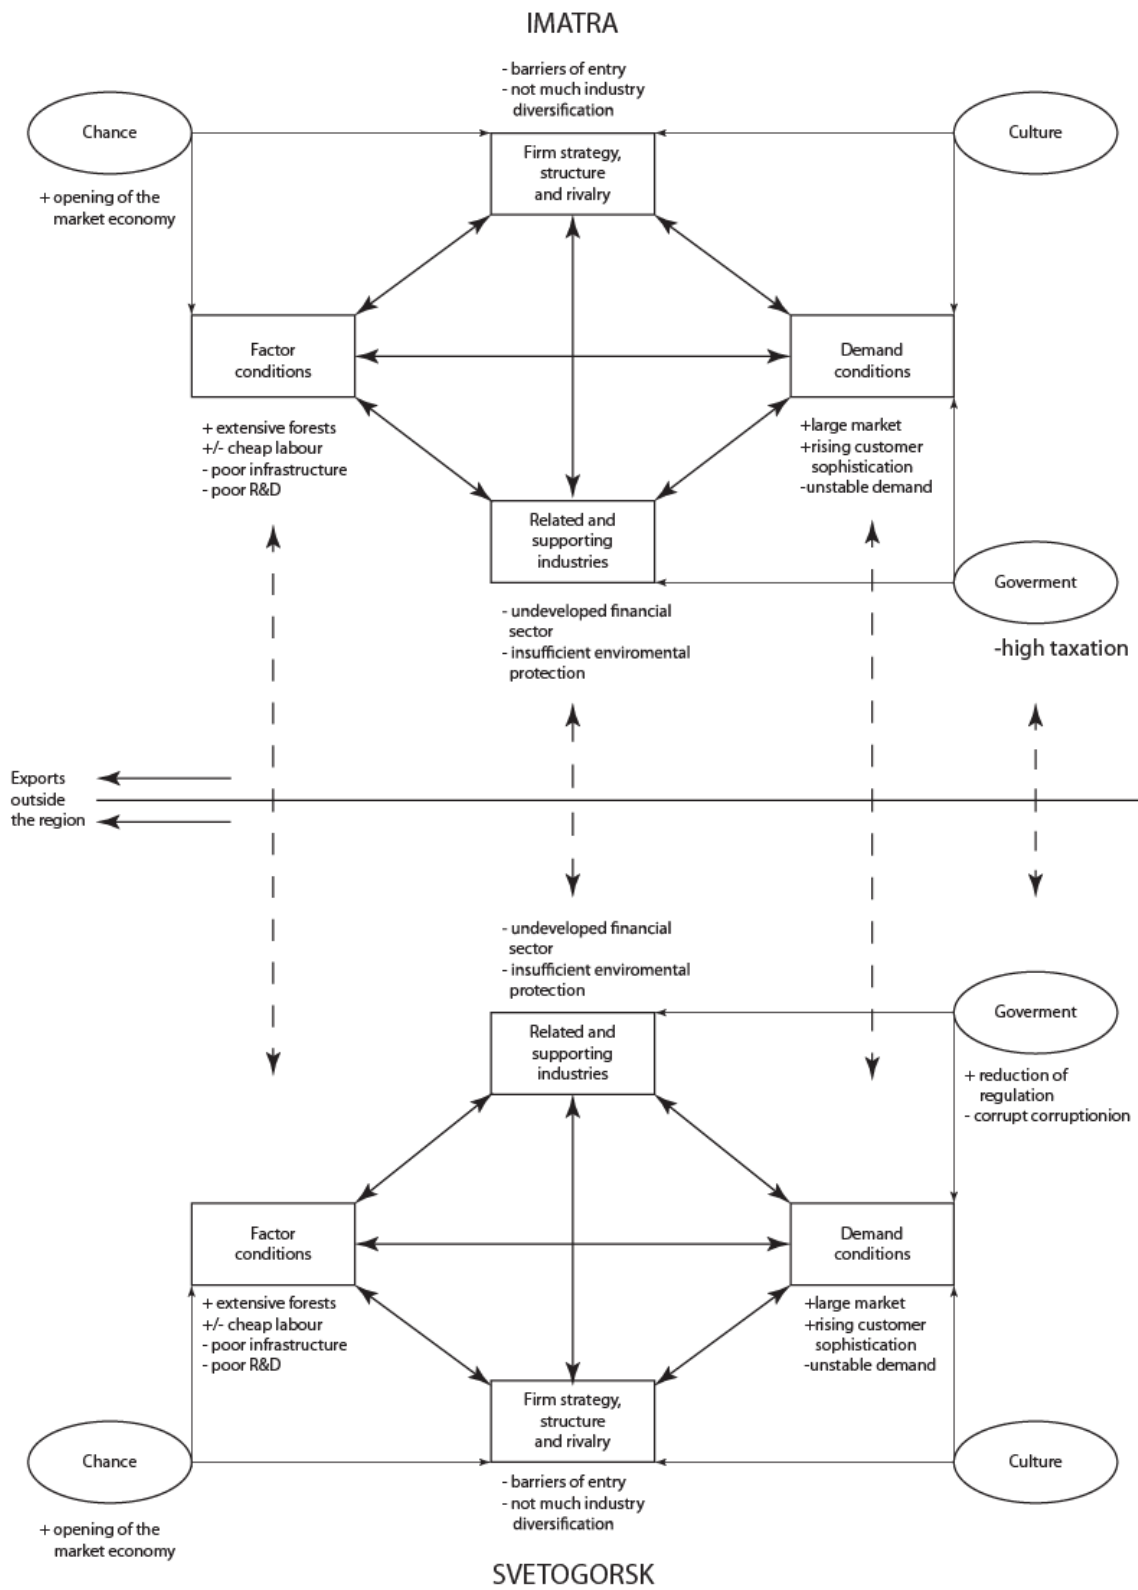 IMATRA
- barriers of entry
- not much industry
diversification
Chance
Firm strategy,
structure
and rivalry
Culture
+ opening of the
market economy
Factor
conditions
Demand
conditions
+ extensive forests
+/- cheap labour
- poor infrastructure
- poor R&D
+large market
+rising customer
sophistication
-unstable demand
Related and
supporting
industries
Goverment
- undeveloped financial
sector
- insufficient enviromental
protection
-high taxation
Exports
outside
the region
- undeveloped financial
sector
- insufficient enviromental
protection
Related and
supporting
industries
Goverment
+ reduction of
regulation
- corrupt corruptionion
Factor
conditions
Demand
conditions
+ extensive forests
+/- cheap labour
- poor infrastructure
- poor R&D
+large market
+rising customer
sophistication
-unstable demand
Firm strategy,
structure
and rivalry
Chance
Culture
- barriers of entry
- not much industry
diversification
+ opening of the
market economy
SVETOGORSK